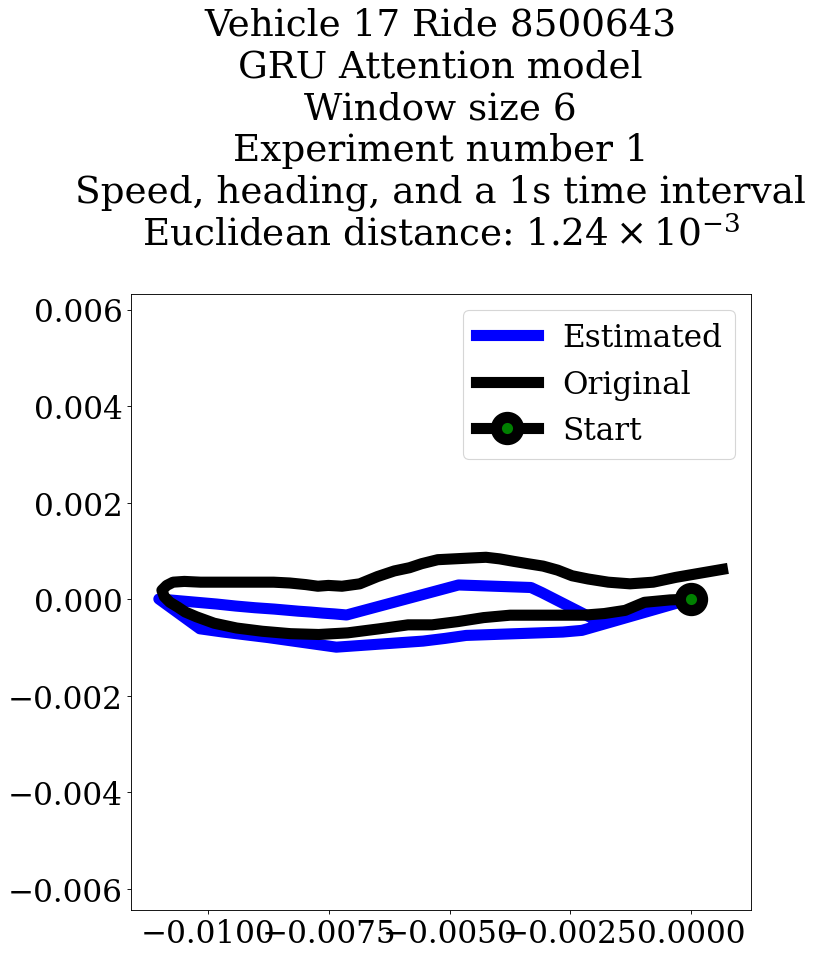 Vehicle 17 Ride 8500643
GRU Attention model
Window size 6
Experiment number 1
Speed, heading, and a 1s time interval
Euclidean distance: 1.24 × 10⁻³
Estimated
Original
Start
0.006
0.004
0.002
0.000
−0.002
−0.004
−0.006
−0.0100 −0.0075 −0.0050 −0.0025 0.0000